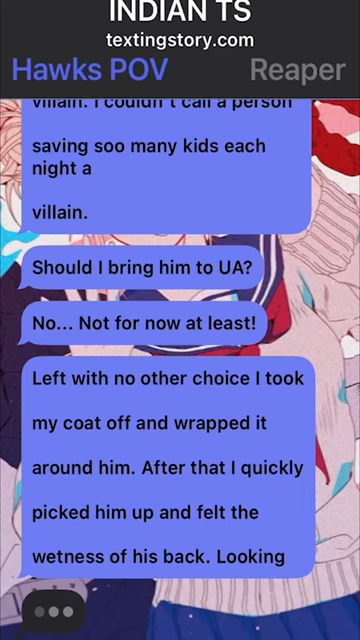 INDIAN TS
textingstory.com
Hawks POV
Reaper
villain. I couldn't call a person
saving soo many kids each
night a
villain.
Should I bring him to UA?
No... Not for now at least!
Left with no other choice I took
my coat off and wrapped it
around him. After that I quickly
picked him up and felt the
wetness of his back. Looking